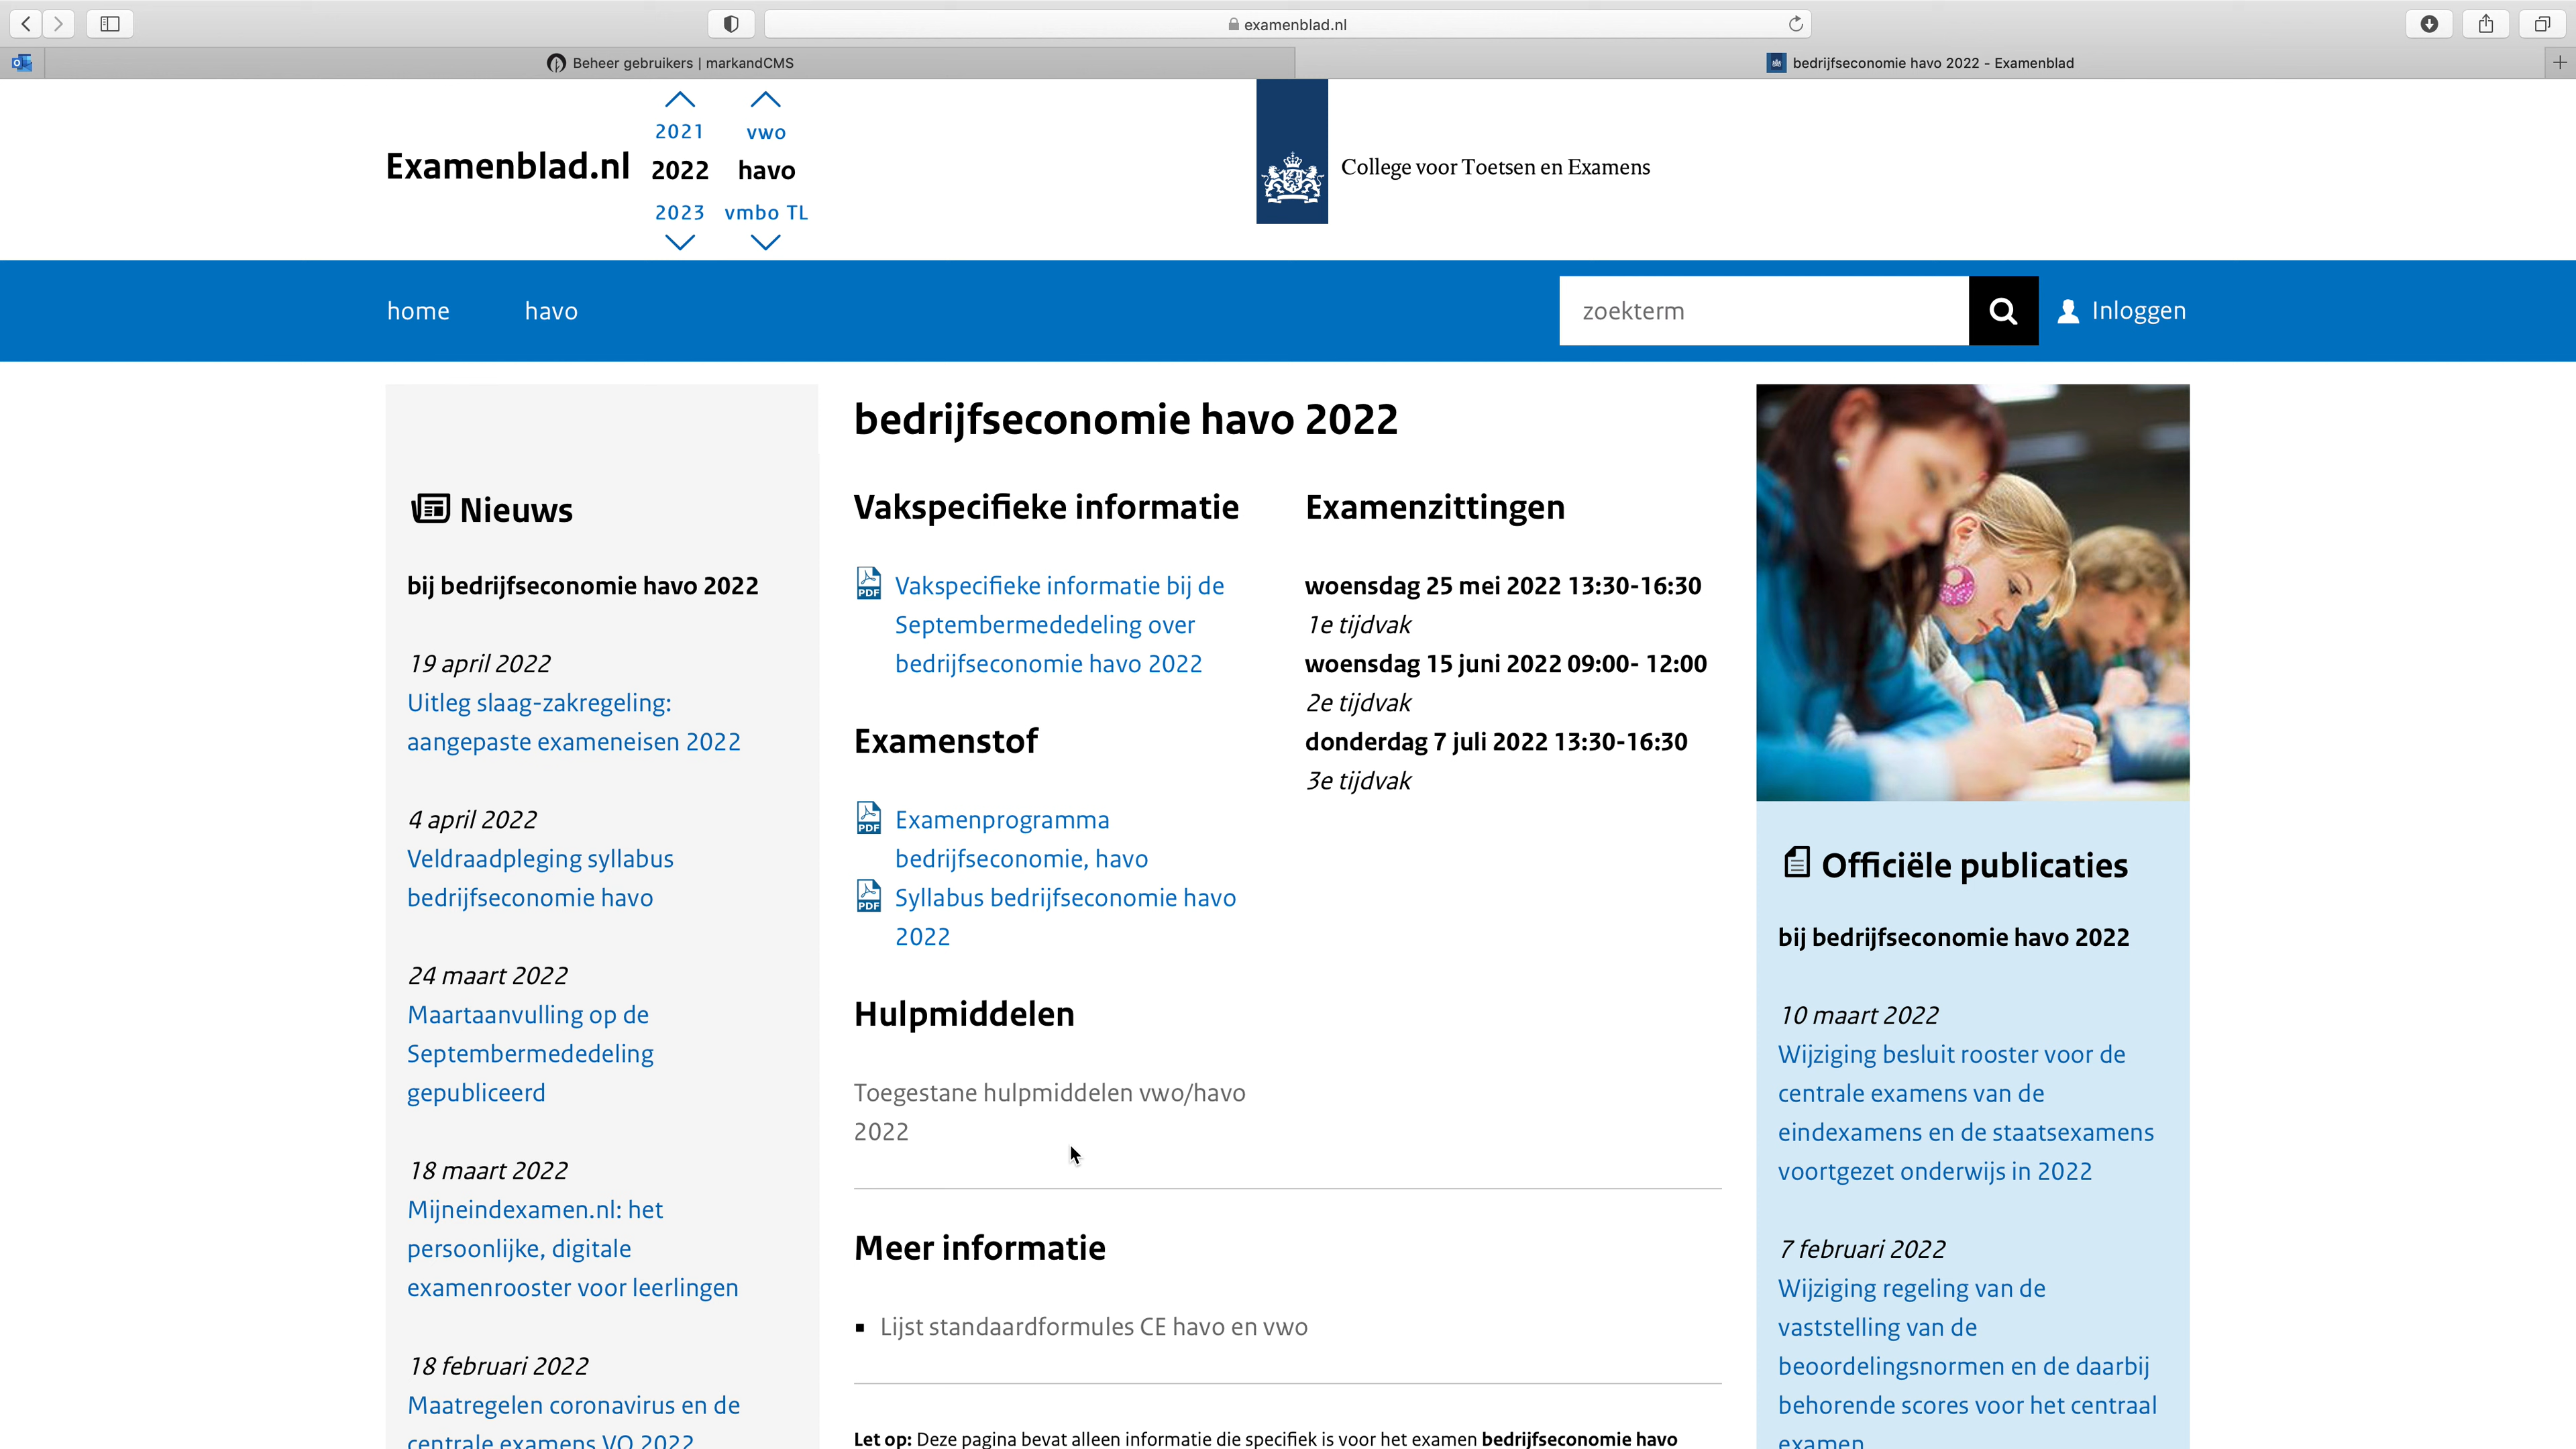 examenblad.nl
Beheer gebruikers | markandCMS
bedrijfseconomie havo 2022 - Examenblad
Examenblad.nl
2021
2022
2023
vwo
havo
vmbo TL
College voor Toetsen en Examens
home
havo
zoekterm
Inloggen
Nieuws
bij bedrijfseconomie havo 2022
19 april 2022
Uitleg slaag-zakregeling:
aangepaste exameneisen 2022
4 april 2022
Veldraadpleging syllabus
bedrijfseconomie havo
24 maart 2022
Maartaanvulling op de
Septembermededeling
gepubliceerd
18 maart 2022
Mijneindexamen.nl: het
persoonlijke, digitale
examenrooster voor leerlingen
18 februari 2022
Maatregelen coronavirus en de
centrale examens VO 2022
bedrijfseconomie havo 2022
Vakspecifieke informatie
PDF
Vakspecifieke informatie bij de
Septembermededeling over
bedrijfseconomie havo 2022
Examenstof
PDF
Examenprogramma
bedrijfseconomie, havo
PDF
Syllabus bedrijfseconomie havo
2022
Hulpmiddelen
Toegestane hulpmiddelen vwo/havo
2022
Examenzittingen
woensdag 25 mei 2022 13:30-16:30
1e tijdvak
woensdag 15 juni 2022 09:00- 12:00
2e tijdvak
donderdag 7 juli 2022 13:30-16:30
3e tijdvak
Meer informatie
Lijst standaardformules CE havo en vwo
Let op: Deze pagina bevat alleen informatie die specifiek is voor het examen bedrijfseconomie havo
Officiële publicaties
bij bedrijfseconomie havo 2022
10 maart 2022
Wijziging besluit rooster voor de
centrale examens van de
eindexamens en de staatsexamens
voortgezet onderwijs in 2022
7 februari 2022
Wijziging regeling van de
vaststelling van de
beoordelingsnormen en de daarbij
behorende scores voor het centraal
examen